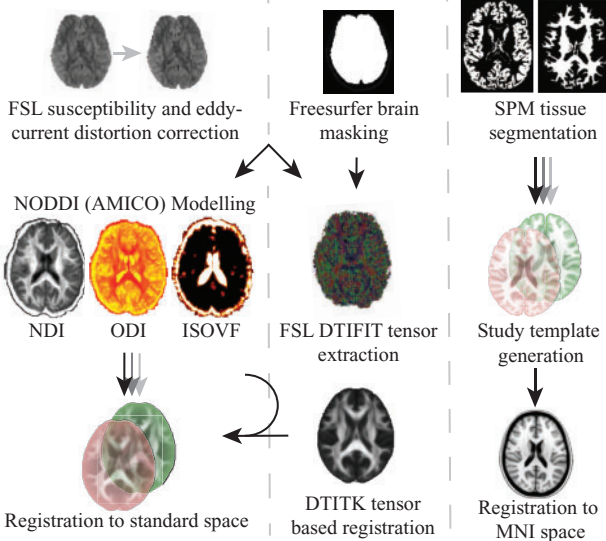 FSL susceptibility and eddy-
current distortion correction
Freesurfer brain
masking
SPM tissue
segmentation
NODDI (AMICO) Modelling
NDI
ODI
ISOVF
FSL DTIFIT tensor
extraction
Study template
generation
Registration to standard space
DTITK tensor
based registration
Registration to
MNI space